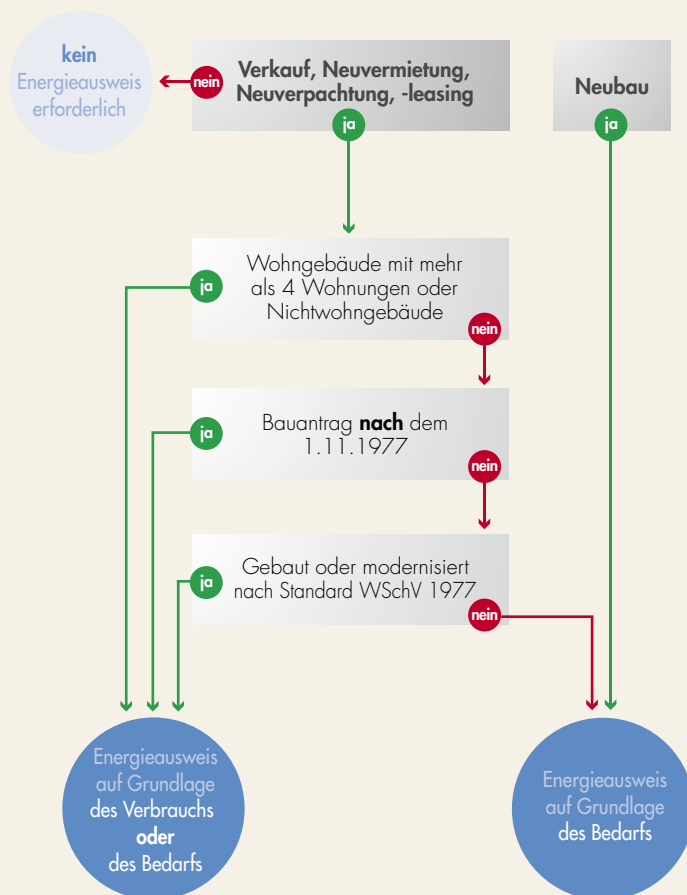 kein
Energieausweis
erforderlich
nein
Verkauf, Neuvermietung,
Neuverpachtung, -leasing
ja
Neubau
ja
Wohngebäude mit mehr
als 4 Wohnungen oder
Nichtwohngebäude
ja
nein
Bauantrag nach dem
1.11.1977
ja
nein
Gebaut oder modernisiert
nach Standard WSchV 1977
ja
nein
Energieausweis
auf Grundlage
des Verbrauchs
oder
des Bedarfs
Energieausweis
auf Grundlage
des Bedarfs